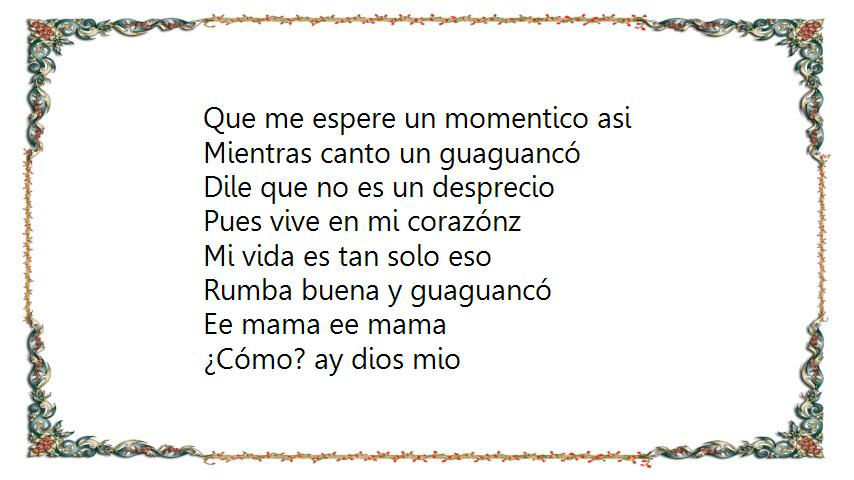 Que me espere un momentico asi
Mientras canto un guaguancó
Dile que no es un desprecio
Pues vive en mi corazónz
Mi vida es tan solo eso
Rumba buena y guaguancó
Ee mama ee mama
¿Cómo? ay dios mio